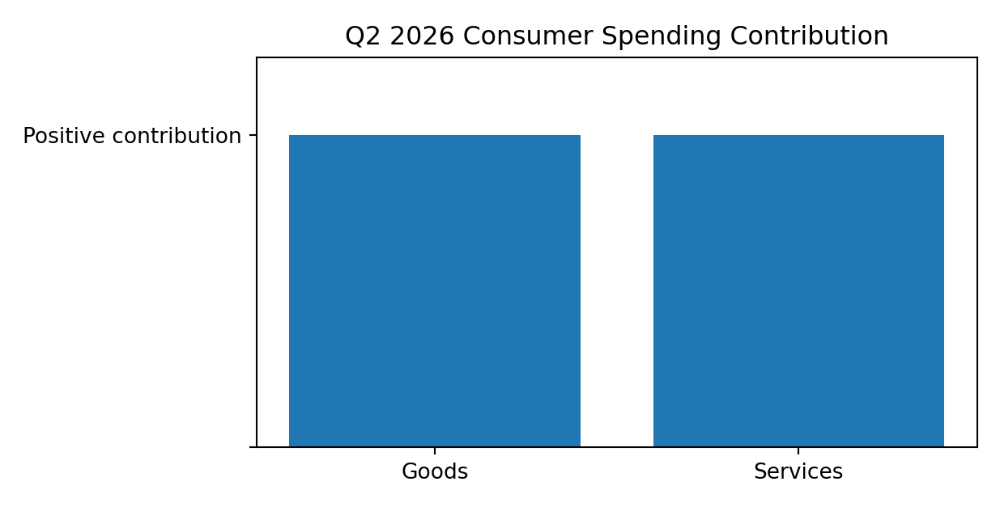 Q2 2026 Consumer Spending Contribution
Positive contribution
Goods
Services